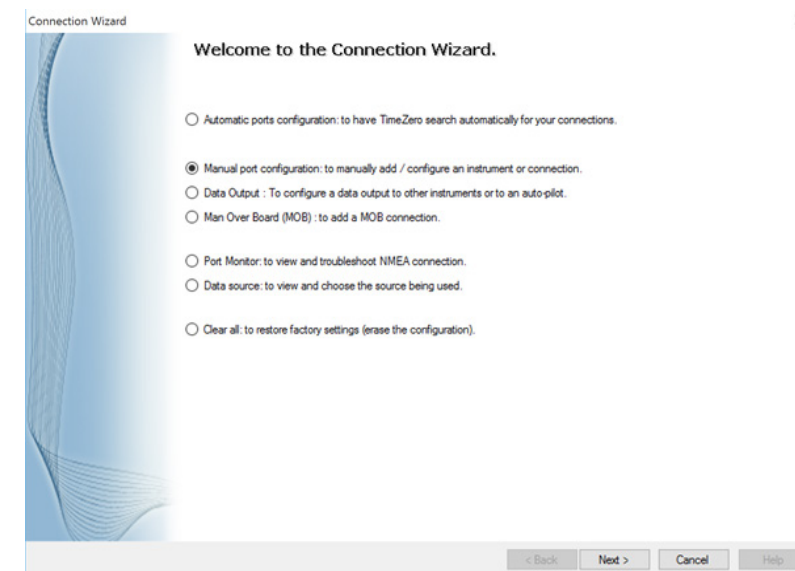 Connection Wizard
Welcome to the Connection Wizard.
Automatic ports configuration: to have TimeZero search automatically for your connections.
Manual port configuration: to manually add / configure an instrument or connection.
Data Output : To configure a data output to other instruments or to an auto-pilot.
Man Over Board (MOB) : to add a MOB connection.
Port Monitor: to view and troubleshoot NMEA connection.
Data source: to view and choose the source being used.
Clear all: to restore factory settings (erase the configuration).
< Back Next > Cancel Help